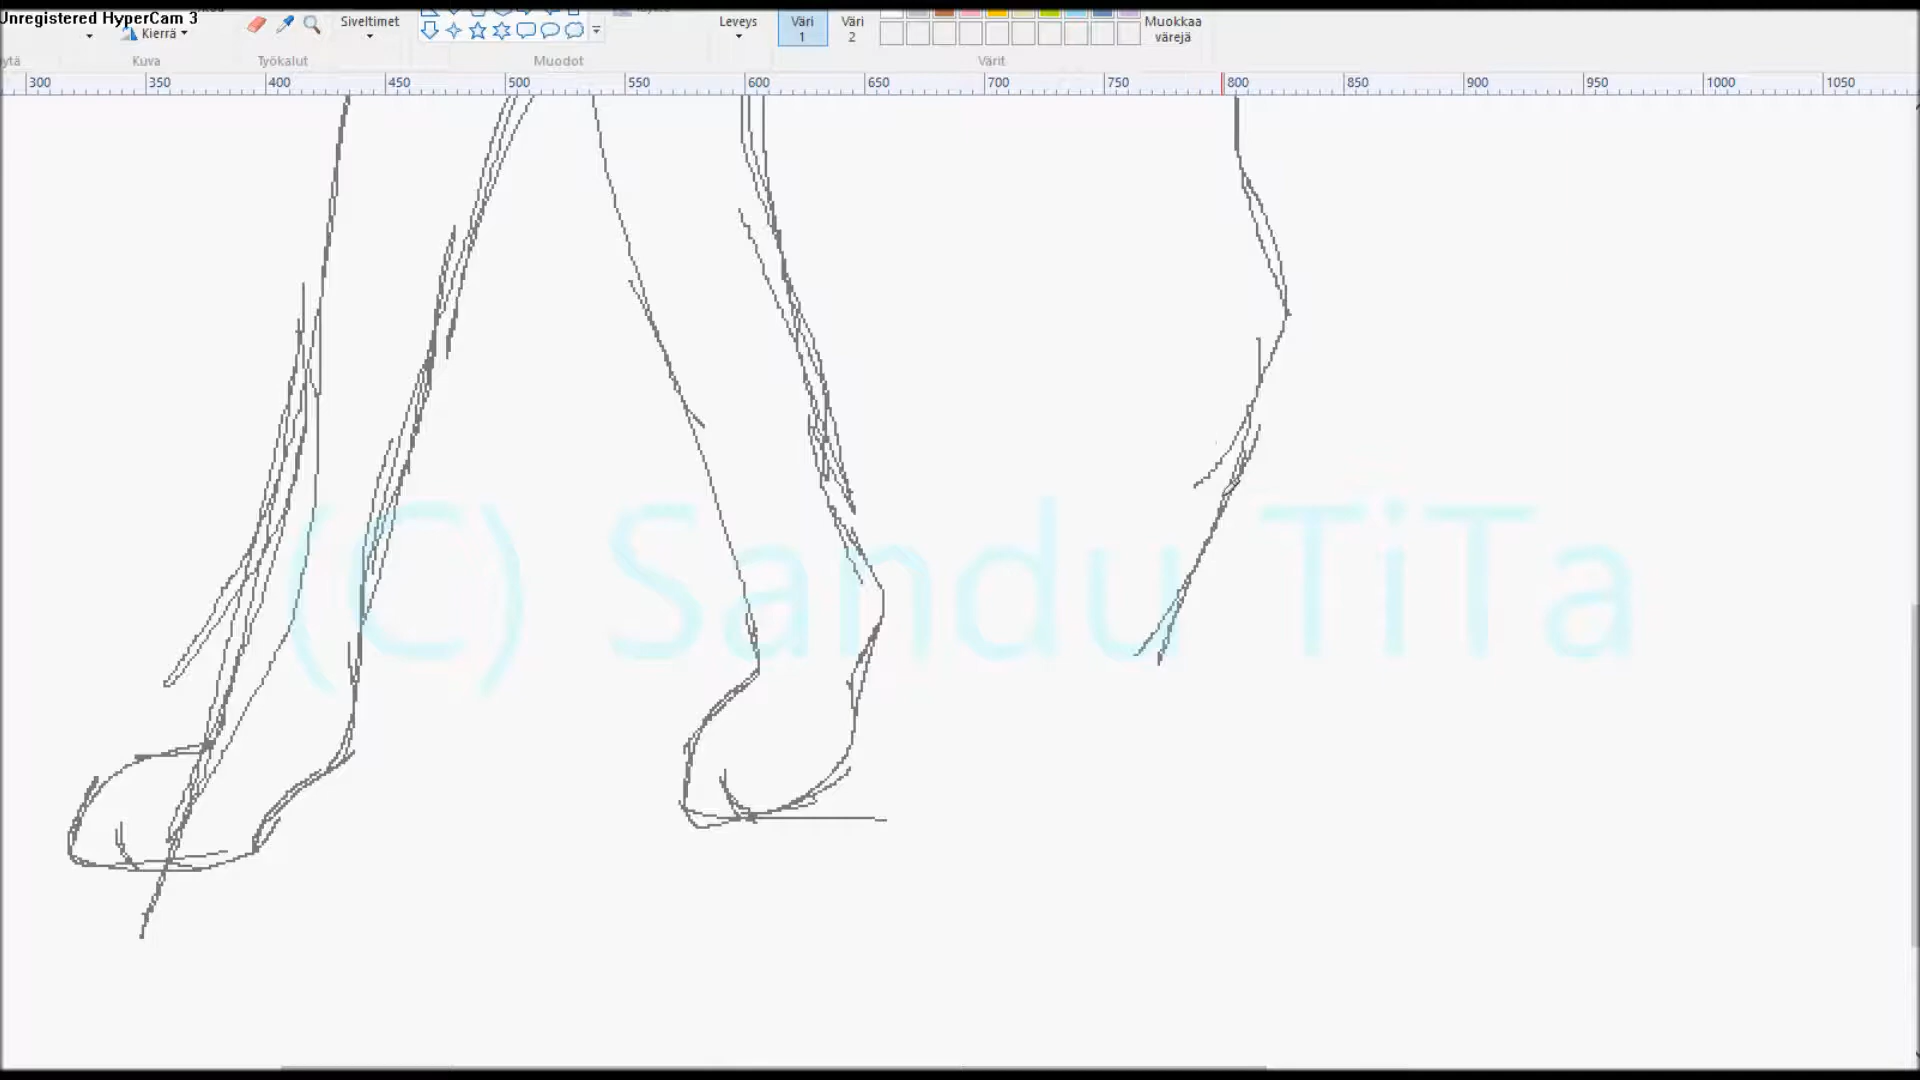 Unregistered HyperCam 3
Kierrä
Siveltimet
Leveys
Väri
1
Väri
2
Muokkaa
värejä
Kuva
Työkalut
Muodot
Värit
300 350 400 450 500 550 600 650 700 750 800 850 900 950 1000 1050
(C) Sandu TiTa